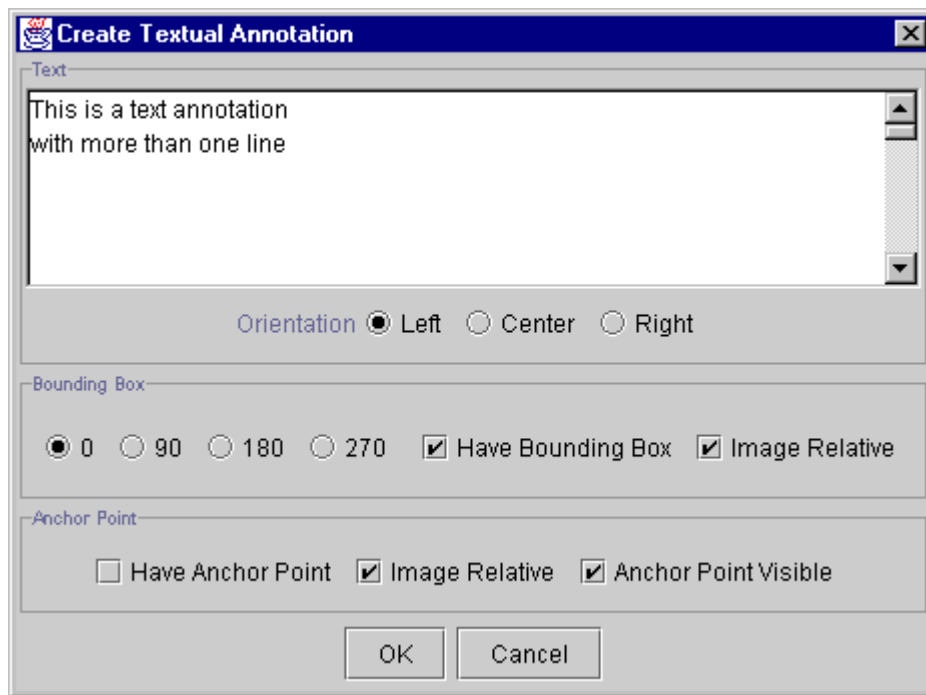 Create Textual Annotation
Text
This is a text annotation
with more than one line
Orientation Left Center Right
Bounding Box
0 90 180 270 Have Bounding Box Image Relative
Anchor Point
Have Anchor Point Image Relative Anchor Point Visible
OK Cancel